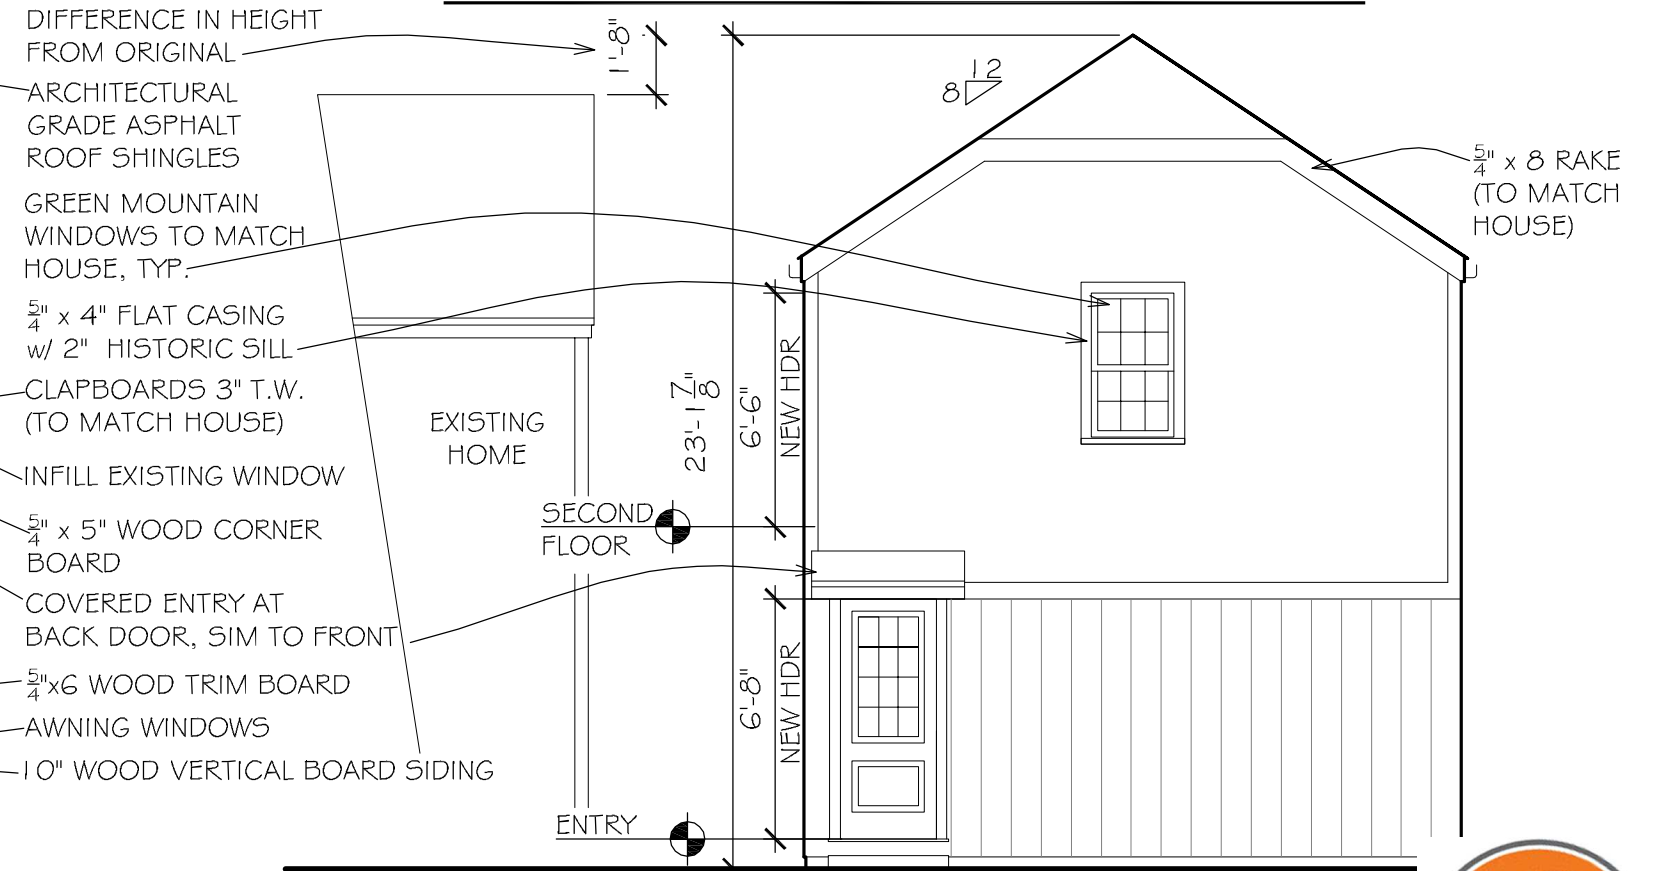 DIFFERENCE IN HEIGHT
FROM ORIGINAL
ARCHITECTURAL
GRADE ASPHALT
ROOF SHINGLES
GREEN MOUNTAIN
WINDOWS TO MATCH
HOUSE, TYP.
5/4" x 4" FLAT CASING
w/ 2" HISTORIC SILL
CLAPBOARDS 3" T.W.
(TO MATCH HOUSE)
INFILL EXISTING WINDOW
5/4" x 5" WOOD CORNER
BOARD
COVERED ENTRY AT
BACK DOOR, SIM TO FRONT
5/4"x6 WOOD TRIM BOARD
AWNING WINDOWS
10" WOOD VERTICAL BOARD SIDING
EXISTING
HOME
1'-8"
23'-1 7/8"
6'-6"
NEW HDR
SECOND
FLOOR
6'-8"
NEW HDR
ENTRY
12
8
5/4" x 8 RAKE
(TO MATCH
HOUSE)